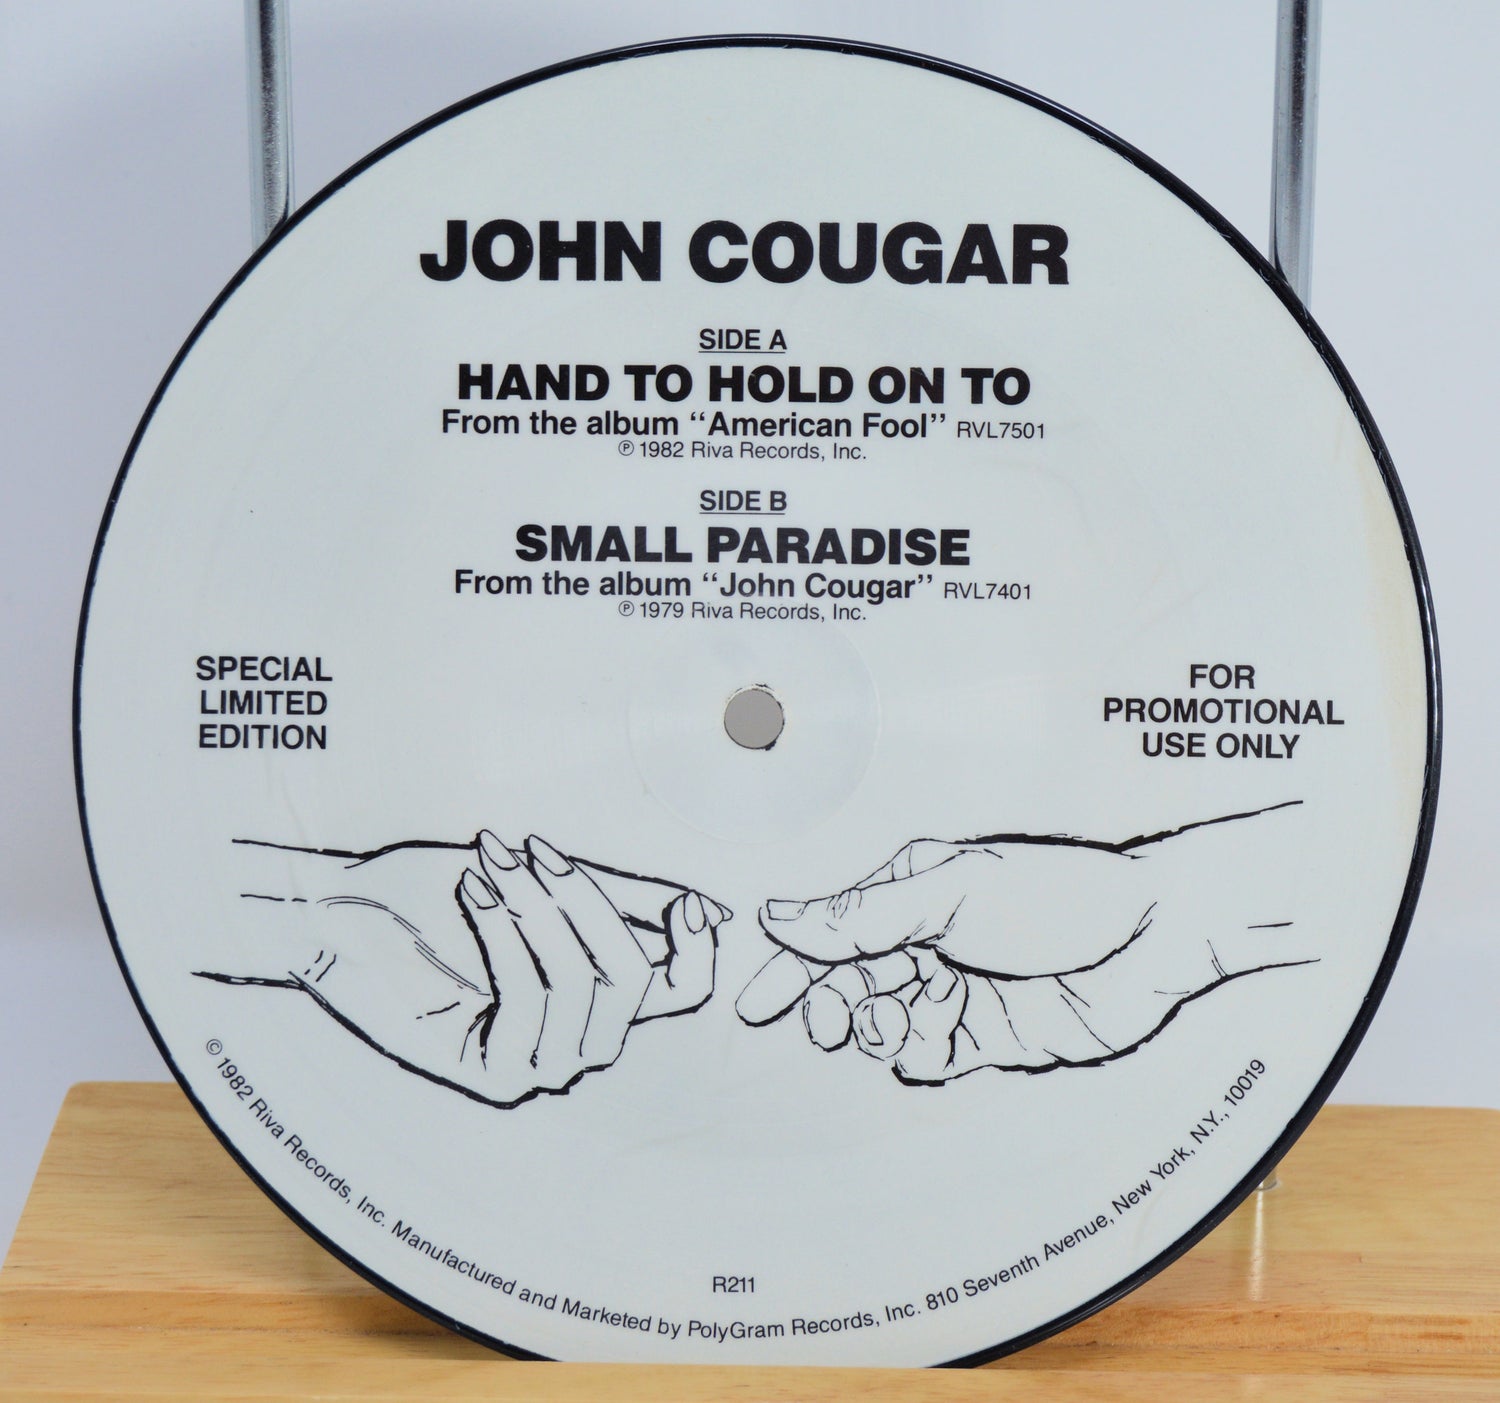 JOHN COUGAR
SIDE A
HAND TO HOLD ON TO
From the album “American Fool” RVL7501
℗ 1982 Riva Records, Inc.
SIDE B
SMALL PARADISE
From the album “John Cougar” RVL7401
℗ 1979 Riva Records, Inc.
SPECIAL
LIMITED
EDITION
FOR
PROMOTIONAL
USE ONLY
R211
© 1982 Riva Records, Inc. Manufactured and Marketed by PolyGram Records, Inc. 810 Seventh Avenue, New York, N.Y., 10019